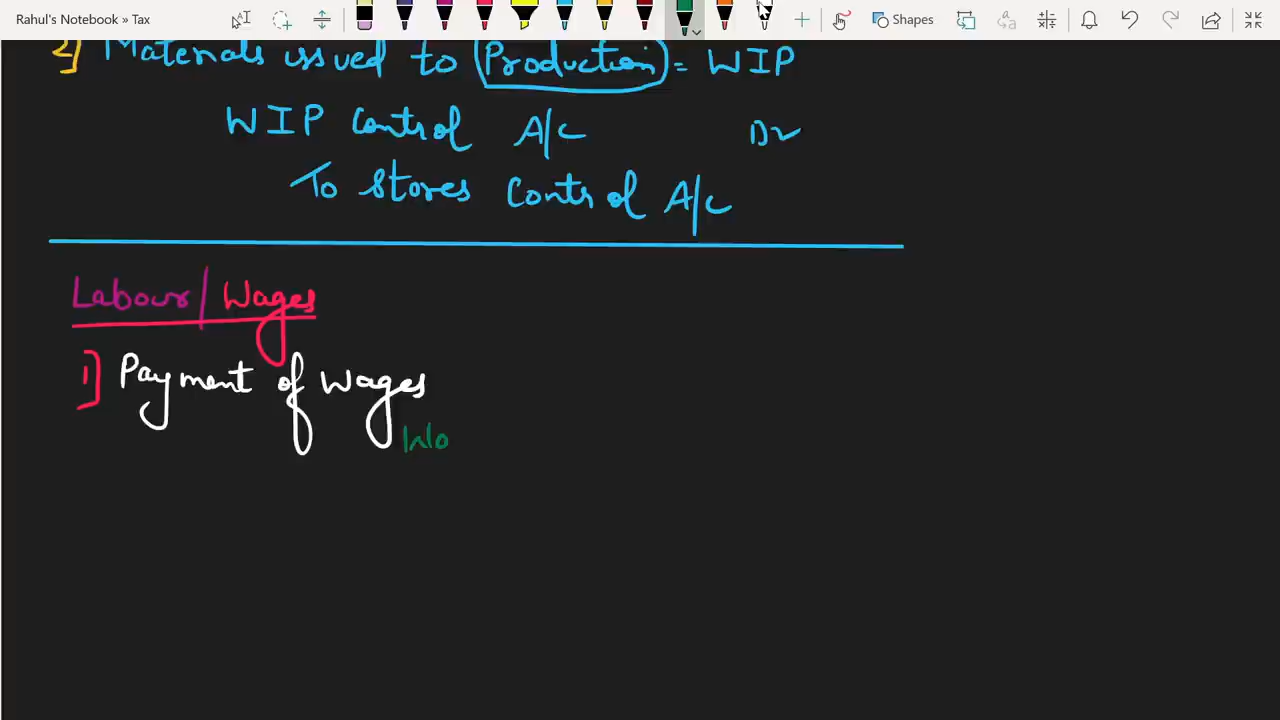 Rahul's Notebook » Tax
Shapes
2] Materials issued to (Production) = WIP
WIP Control A/c Dr
To Stores Control A/c
Labour/Wages
1] Payment of Wages
Wo